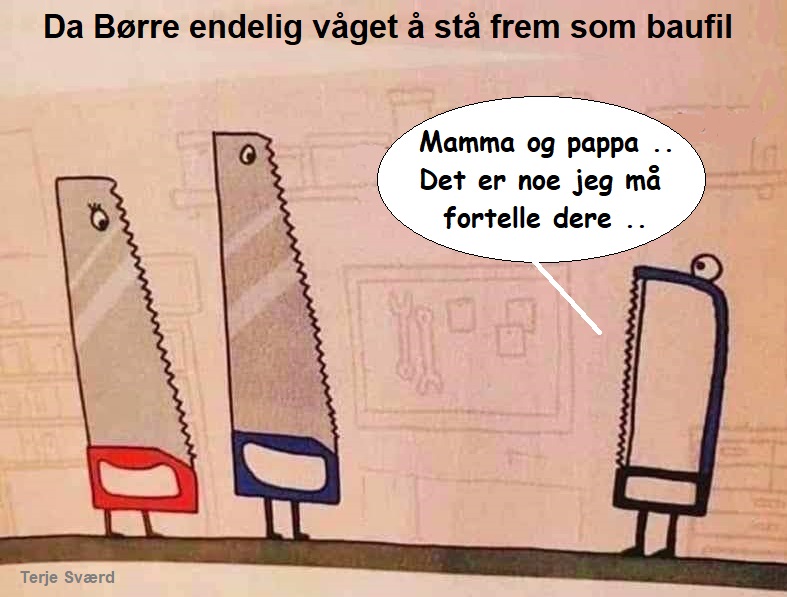 Da Børre endelig våget å stå frem som baufil
Mamma og pappa ..
Det er noe jeg må
fortelle dere ..
Terje Sværd